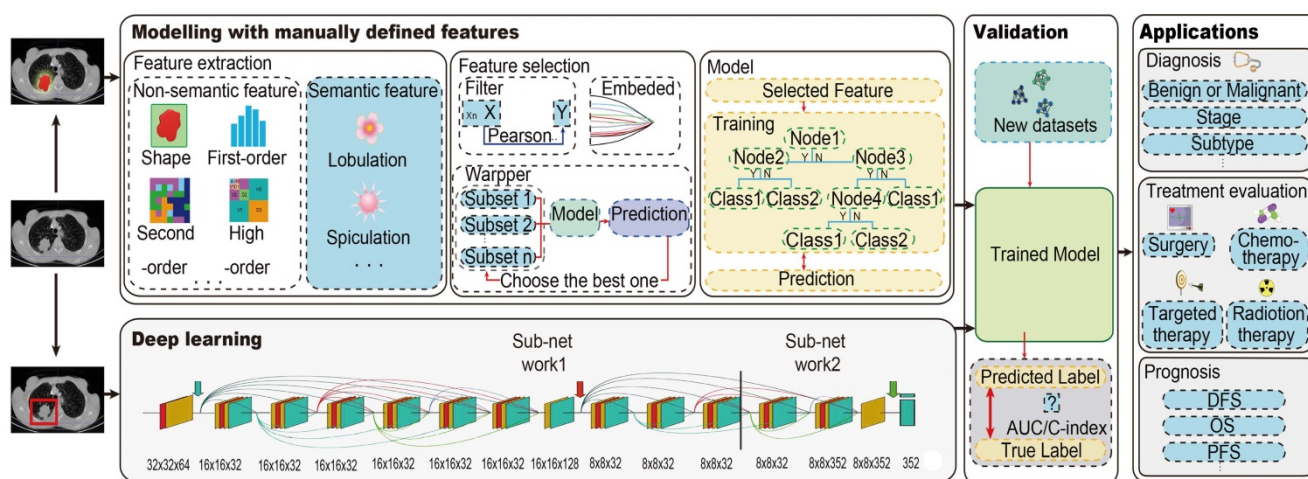 Modelling with manually defined features
Feature extraction
Non-semantic feature
Shape
First-order
Second
-order
High
-order
. . .
Semantic feature
Lobulation
Spiculation
. . .
Feature selection
Filter
Xn X Y
Pearson..
Embeded
Warpper
Subset 1
Subset 2
Subset n
Model
Prediction
Choose the best one
Model
Selected Feature
Training
Node1
Y N
Node2
Node3
Y N
Y N
Class1 Class2 Node4 Class1
Y N
Class1 Class2
Prediction
Deep learning
Sub-net
work1
Sub-net
work2
32x32x64 16x16x32 16x16x32 16x16x32 16x16x32 16x16x32 16x16x32 16x16x128 8x8x32 8x8x32 8x8x32 8x8x32 8x8x352 8x8x352 352
Validation
New datasets
Trained Model
Predicted Label
?
AUC/C-index
True Label
Applications
Diagnosis
Benign or Malignant
Stage
Subtype
Treatment evaluation
Surgery
Chemo-
therapy
Targeted
therapy
Radiotion
therapy
Prognosis
DFS
OS
PFS